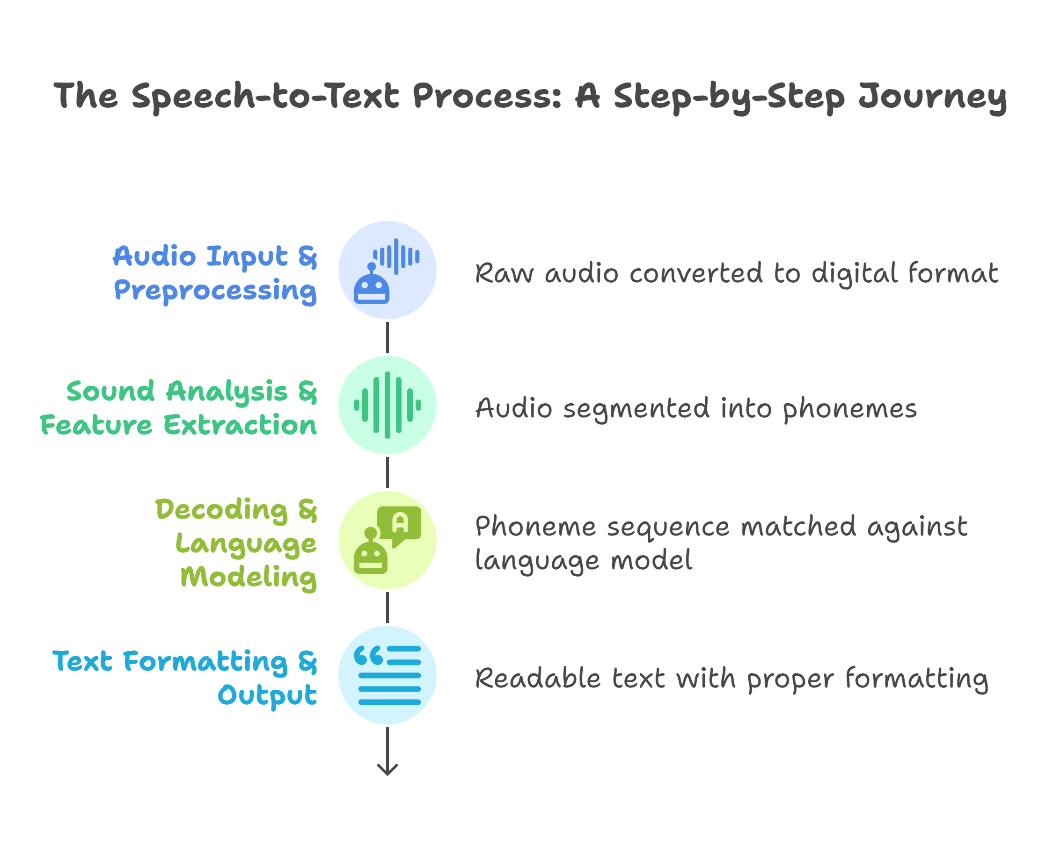 The Speech-to-Text Process: A Step-by-Step Journey
Audio Input &
Preprocessing
Raw audio converted to digital format
Sound Analysis &
Feature Extraction
Audio segmented into phonemes
Decoding &
Language
Modeling
A
Phoneme sequence matched against
language model
Text Formatting &
Output
Readable text with proper formatting